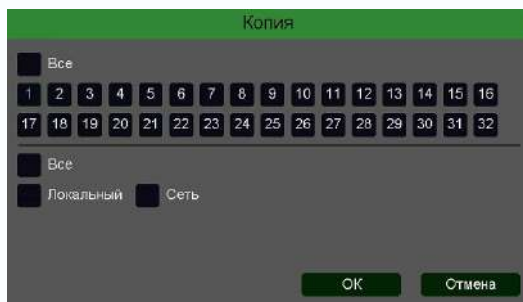 Копия
Все
1 2 3 4 5 6 7 8 9 10 11 12 13 14 15 16
17 18 19 20 21 22 23 24 25 26 27 28 29 30 31 32
Все
Локальный Сеть
ОК Отмена